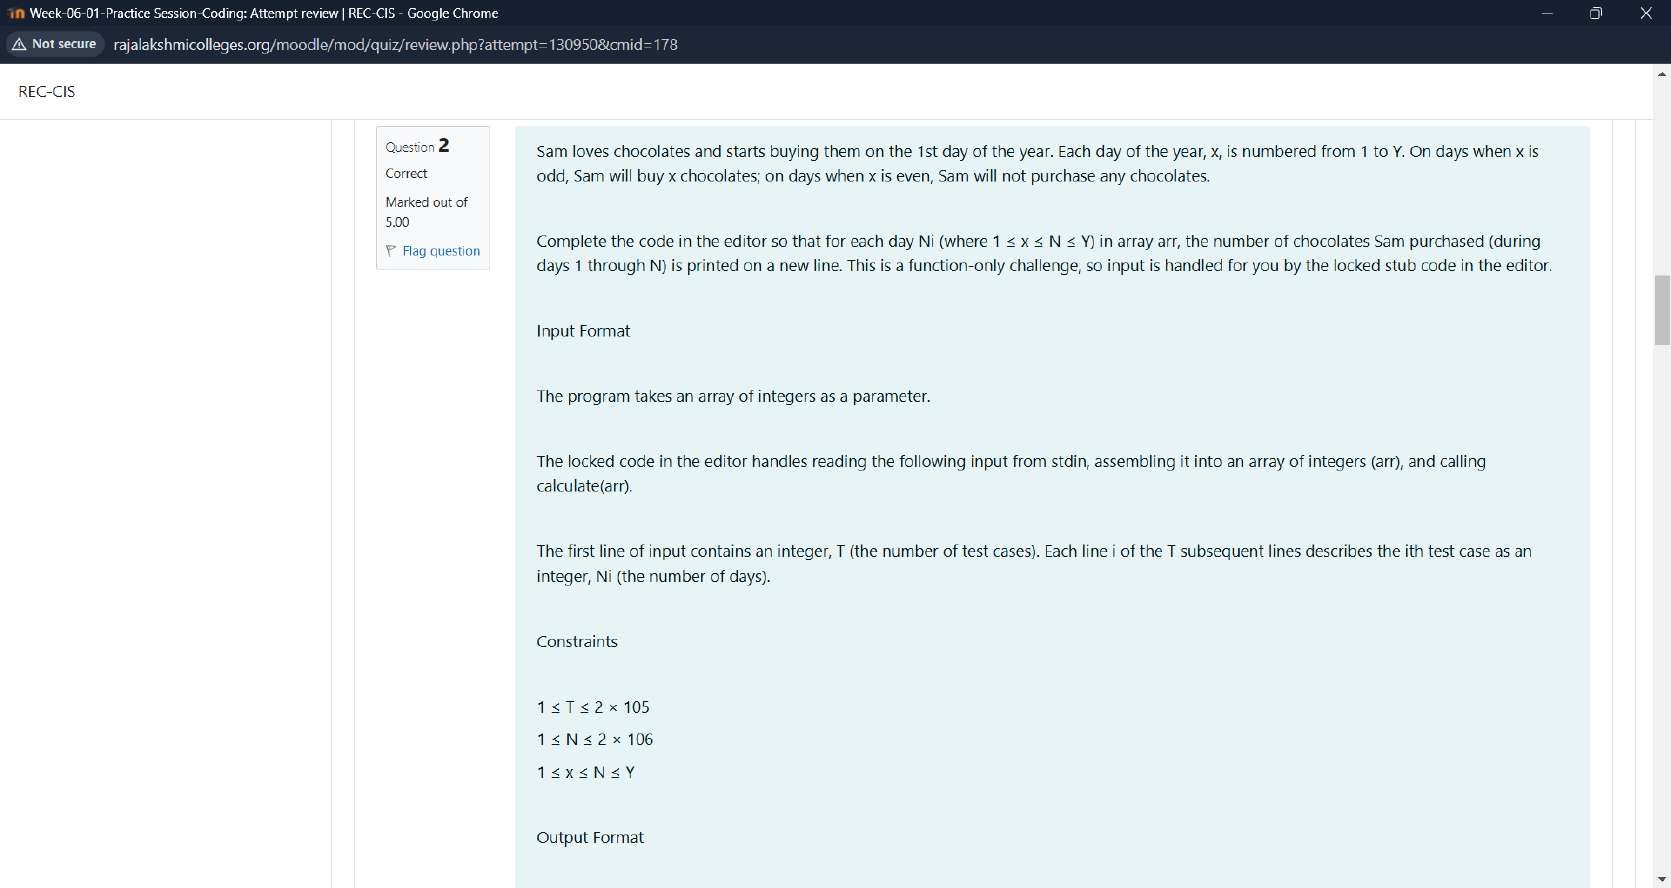 Week-06-01-Practice Session-Coding: Attempt review | REC-CIS - Google Chrome
Not secure rajalakshmicolleges.org/moodle/mod/quiz/review.php?attempt=130950&cmid=178
REC-CIS
Question 2
Correct
Marked out of
5.00
Flag question
Sam loves chocolates and starts buying them on the 1st day of the year. Each day of the year, x, is numbered from 1 to Y. On days when x is
odd, Sam will buy x chocolates; on days when x is even, Sam will not purchase any chocolates.
Complete the code in the editor so that for each day Ni (where 1 ≤ x ≤ N ≤ Y) in array arr, the number of chocolates Sam purchased (during
days 1 through N) is printed on a new line. This is a function-only challenge, so input is handled for you by the locked stub code in the editor.
Input Format
The program takes an array of integers as a parameter.
The locked code in the editor handles reading the following input from stdin, assembling it into an array of integers (arr), and calling
calculate(arr).
The first line of input contains an integer, T (the number of test cases). Each line i of the T subsequent lines describes the ith test case as an
integer, Ni (the number of days).
Constraints
1 ≤ T ≤ 2 × 105
1 ≤ N ≤ 2 × 106
1 ≤ x ≤ N ≤ Y
Output Format